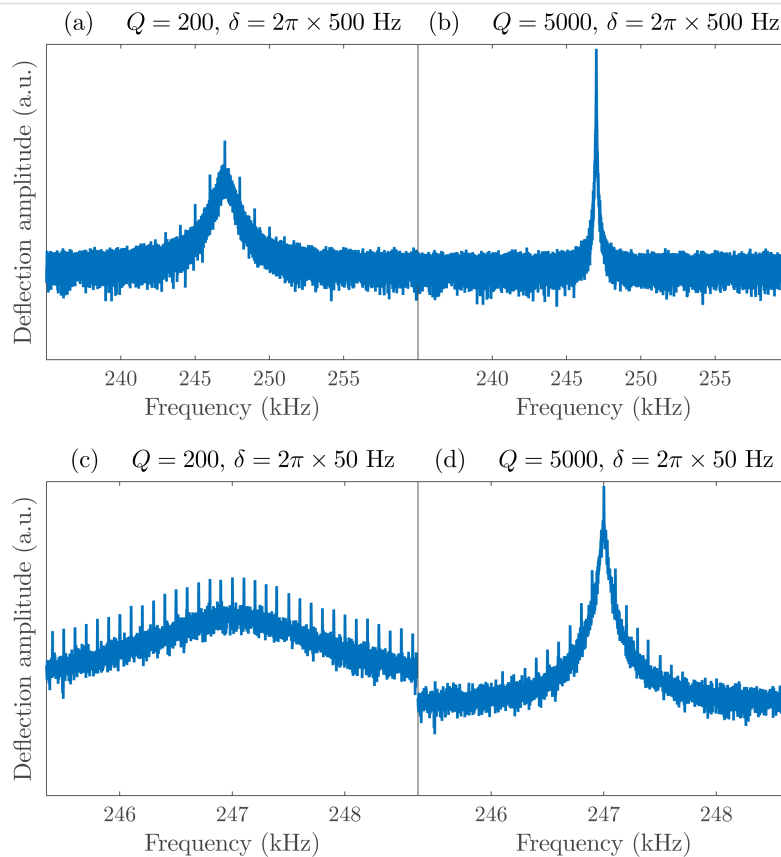 (a) Q = 200, δ = 2π × 500 Hz
(b) Q = 5000, δ = 2π × 500 Hz
Deflection amplitude (a.u.)
240 245 250 255
240 245 250 255
Frequency (kHz)
Frequency (kHz)
(c) Q = 200, δ = 2π × 50 Hz
(d) Q = 5000, δ = 2π × 50 Hz
Deflection amplitude (a.u.)
246 247 248
246 247 248
Frequency (kHz)
Frequency (kHz)